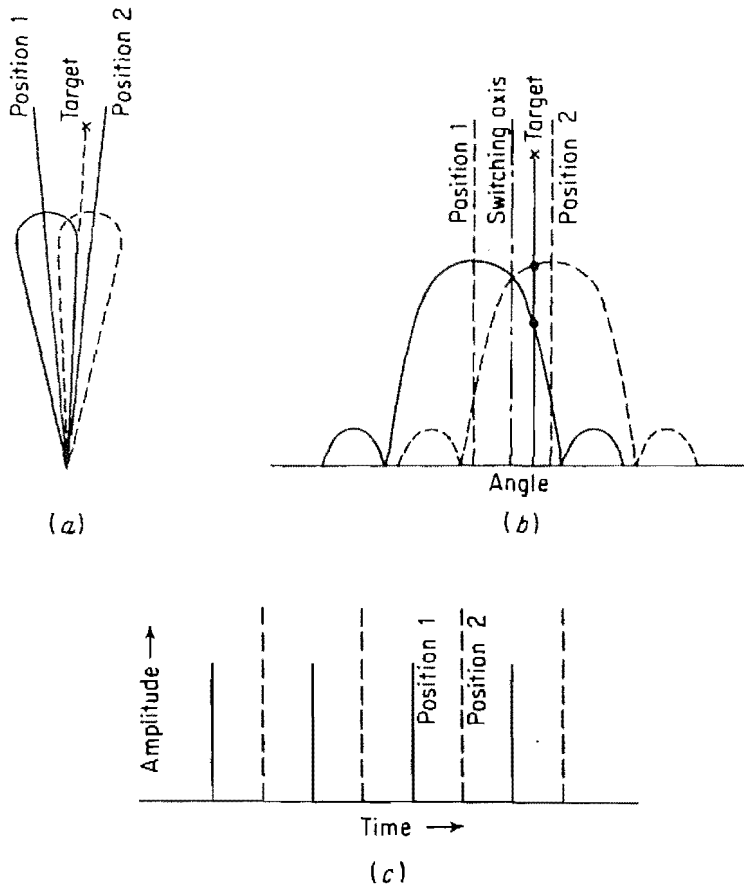 Position 1
Target
Position 2
(a)
Position 1
Switching axis
Target
Position 2
Angle
(b)
Amplitude
Position 1
Position 2
Time
(c)